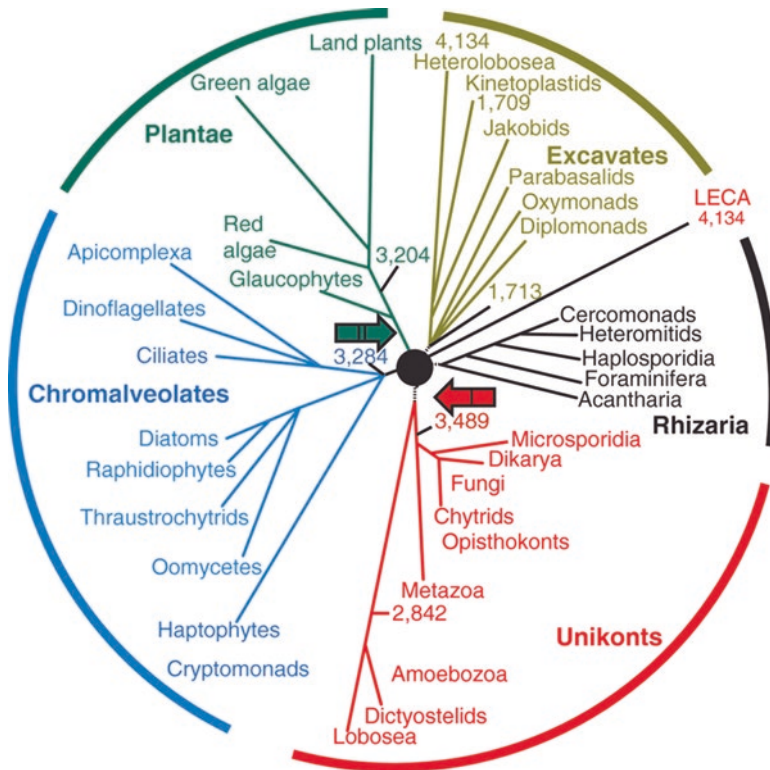 Land plants
Green algae
Plantae
Red
algae
Glaucophytes
3,204
4,134
Heterolobosea
Kinetoplastids
1,709
Jakobids
Excavates
Parabasalids
Oxymonads
Diplomonads
1,713
LECA
4,134
Cercomonads
Heteromitids
Haplosporidia
Foraminifera
Acantharia
Rhizaria
Apicomplexa
Dinoflagellates
Ciliates
3,284
Chromalveolates
Diatoms
Raphidiophytes
Thraustrochytrids
Oomycetes
Haptophytes
Cryptomonads
3,489
Microsporidia
Dikarya
Fungi
Chytrids
Opisthokonts
Metazoa
2,842
Unikonts
Amoebozoa
Dictyostelids
Lobosea